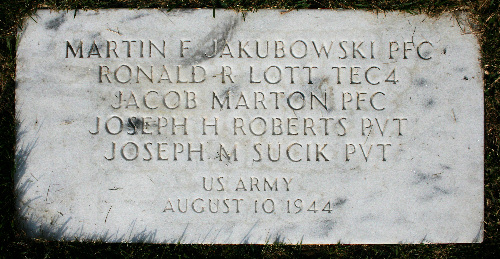 MARTIN F JAKUBOWSKI PFC
RONALD R LOTT TEC4
JACOB MARTON PFC
JOSEPH H ROBERTS PVT
JOSEPH M SUCIK PVT
US ARMY
AUGUST 10 1944